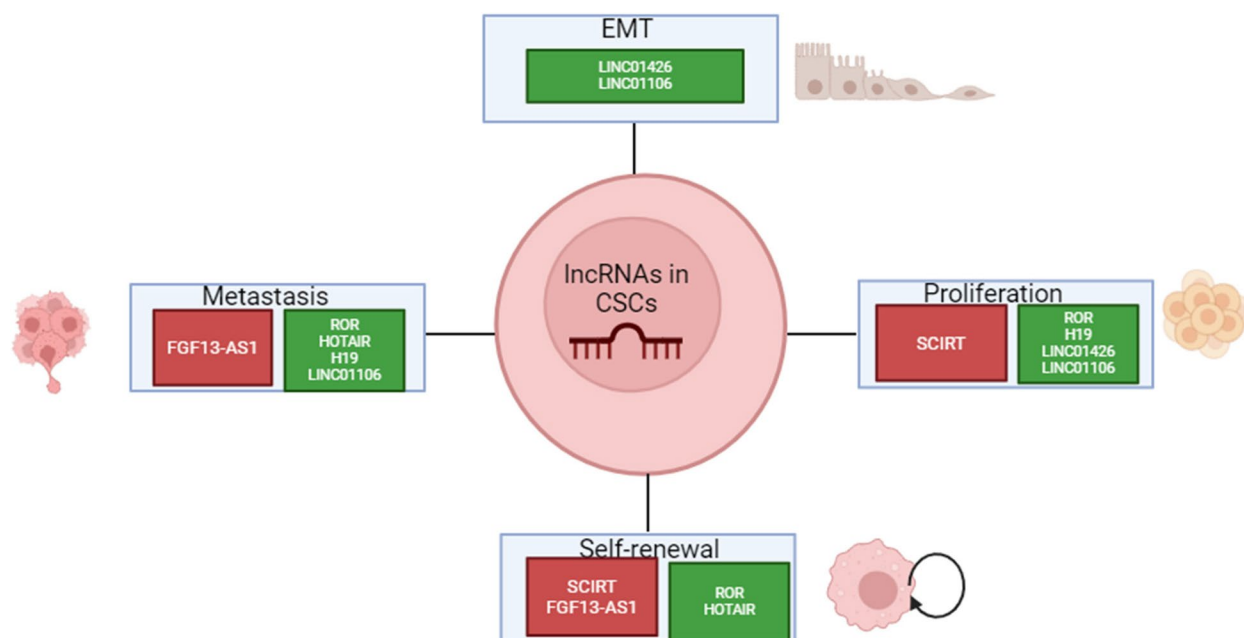 EMT
LINC01426
LINC01106
lncRNAs in
CSCs
Metastasis
FGF13-AS1
ROR
HOTAIR
H19
LINC01106
Proliferation
SCIRT
ROR
H19
LINC01426
LINC01106
Self-renewal
SCIRT
FGF13-AS1
ROR
HOTAIR